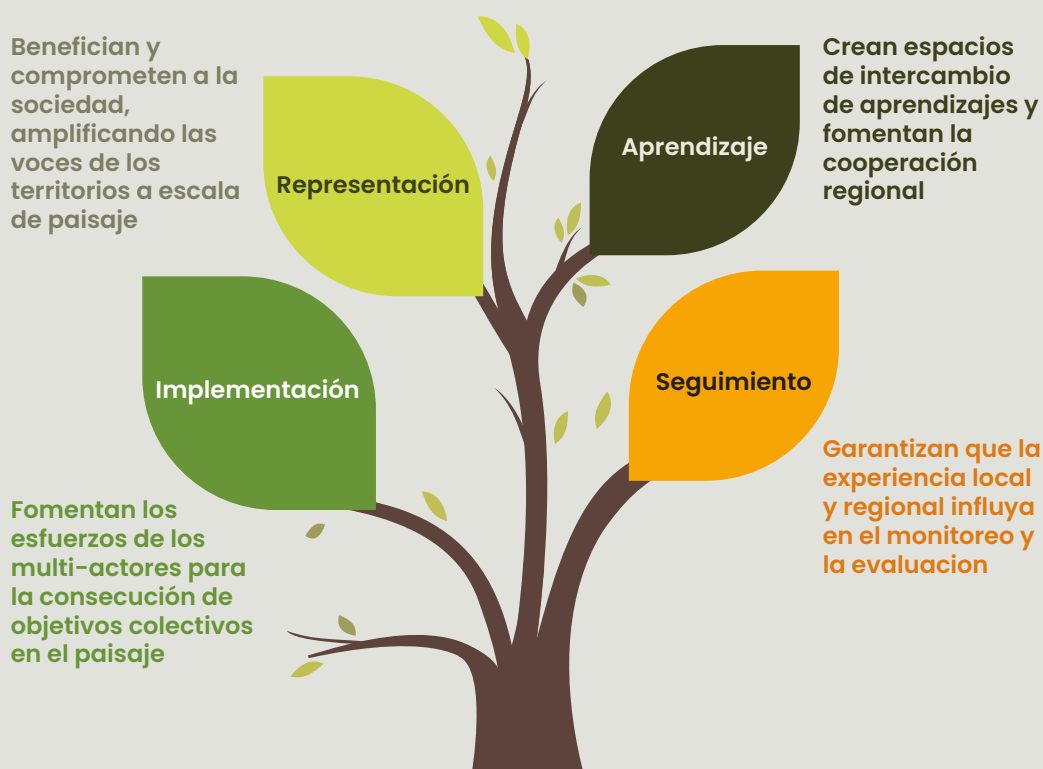 Benefician y
comprometen a la
sociedad,
amplificando las
voces de los
territorios a escala
de paisaje
Representación
Aprendizaje
Crean espacios
de intercambio
de aprendizajes y
fomentan la
cooperación
regional
Implementación
Fomentan los
esfuerzos de los
multi-actores para
la consecución de
objetivos colectivos
en el paisaje
Seguimiento
Garantizan que la
experiencia local
y regional influya
en el monitoreo y
la evaluacion